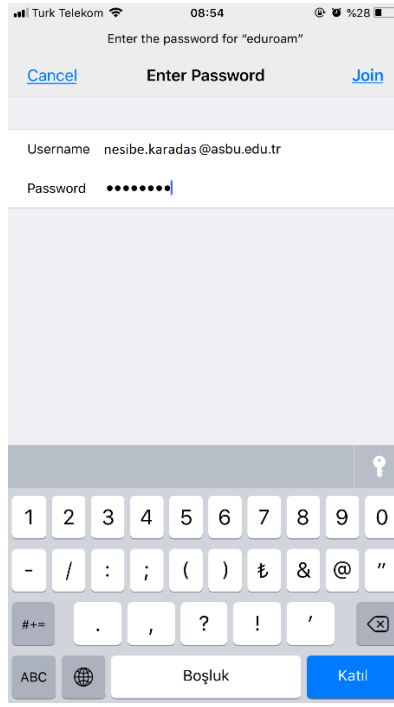 Turk Telekom 08:54 %28
Enter the password for “eduroam”
Cancel Enter Password Join
Username nesibe.karadas@asbu.edu.tr
Password ••••••••
1 2 3 4 5 6 7 8 9 0
- / : ; ( ) ₺ & @ "
#+= . , ? ! '
ABC Boşluk Katıl